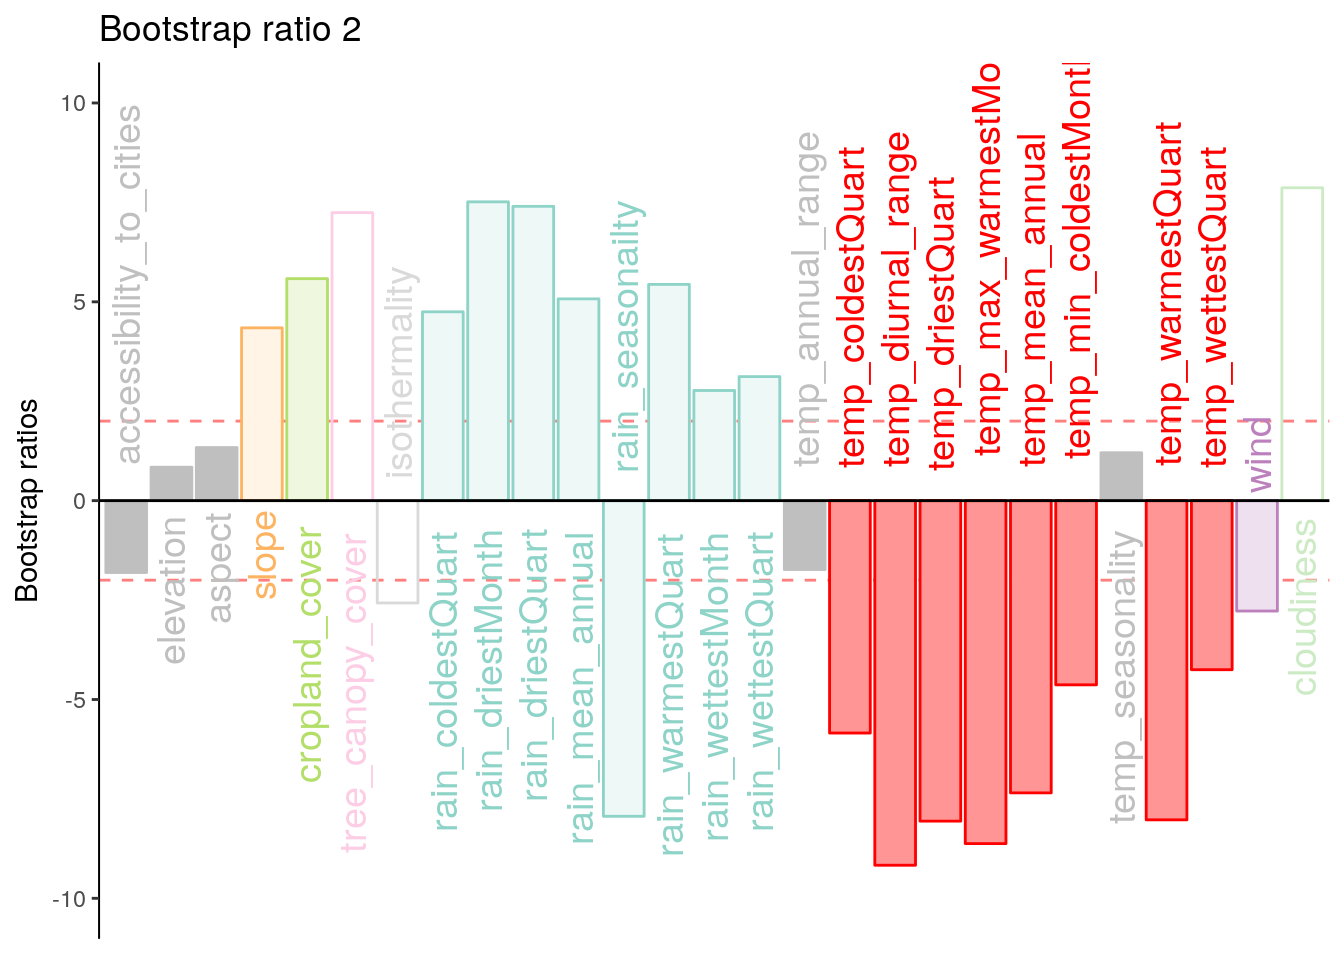 Bootstrap ratio 2
Bootstrap ratios
10
5
0
-5
-10
accessibility_to_cities
elevation
aspect
slope
cropland_cover
tree_canopy_cover
isothermality
rain_coldestQuart
rain_driestMonth
rain_driestQuart
rain_mean_annual
rain_seasonailty
rain_warmestQuart
rain_wettestMonth
rain_wettestQuart
temp_annual_range
temp_coldestQuart
temp_diurnal_range
temp_driestQuart
temp_max_warmestMo
temp_mean_annual
temp_min_coldestMont
temp_seasonality
temp_warmestQuart
temp_wettestQuart
wind
cloudiness